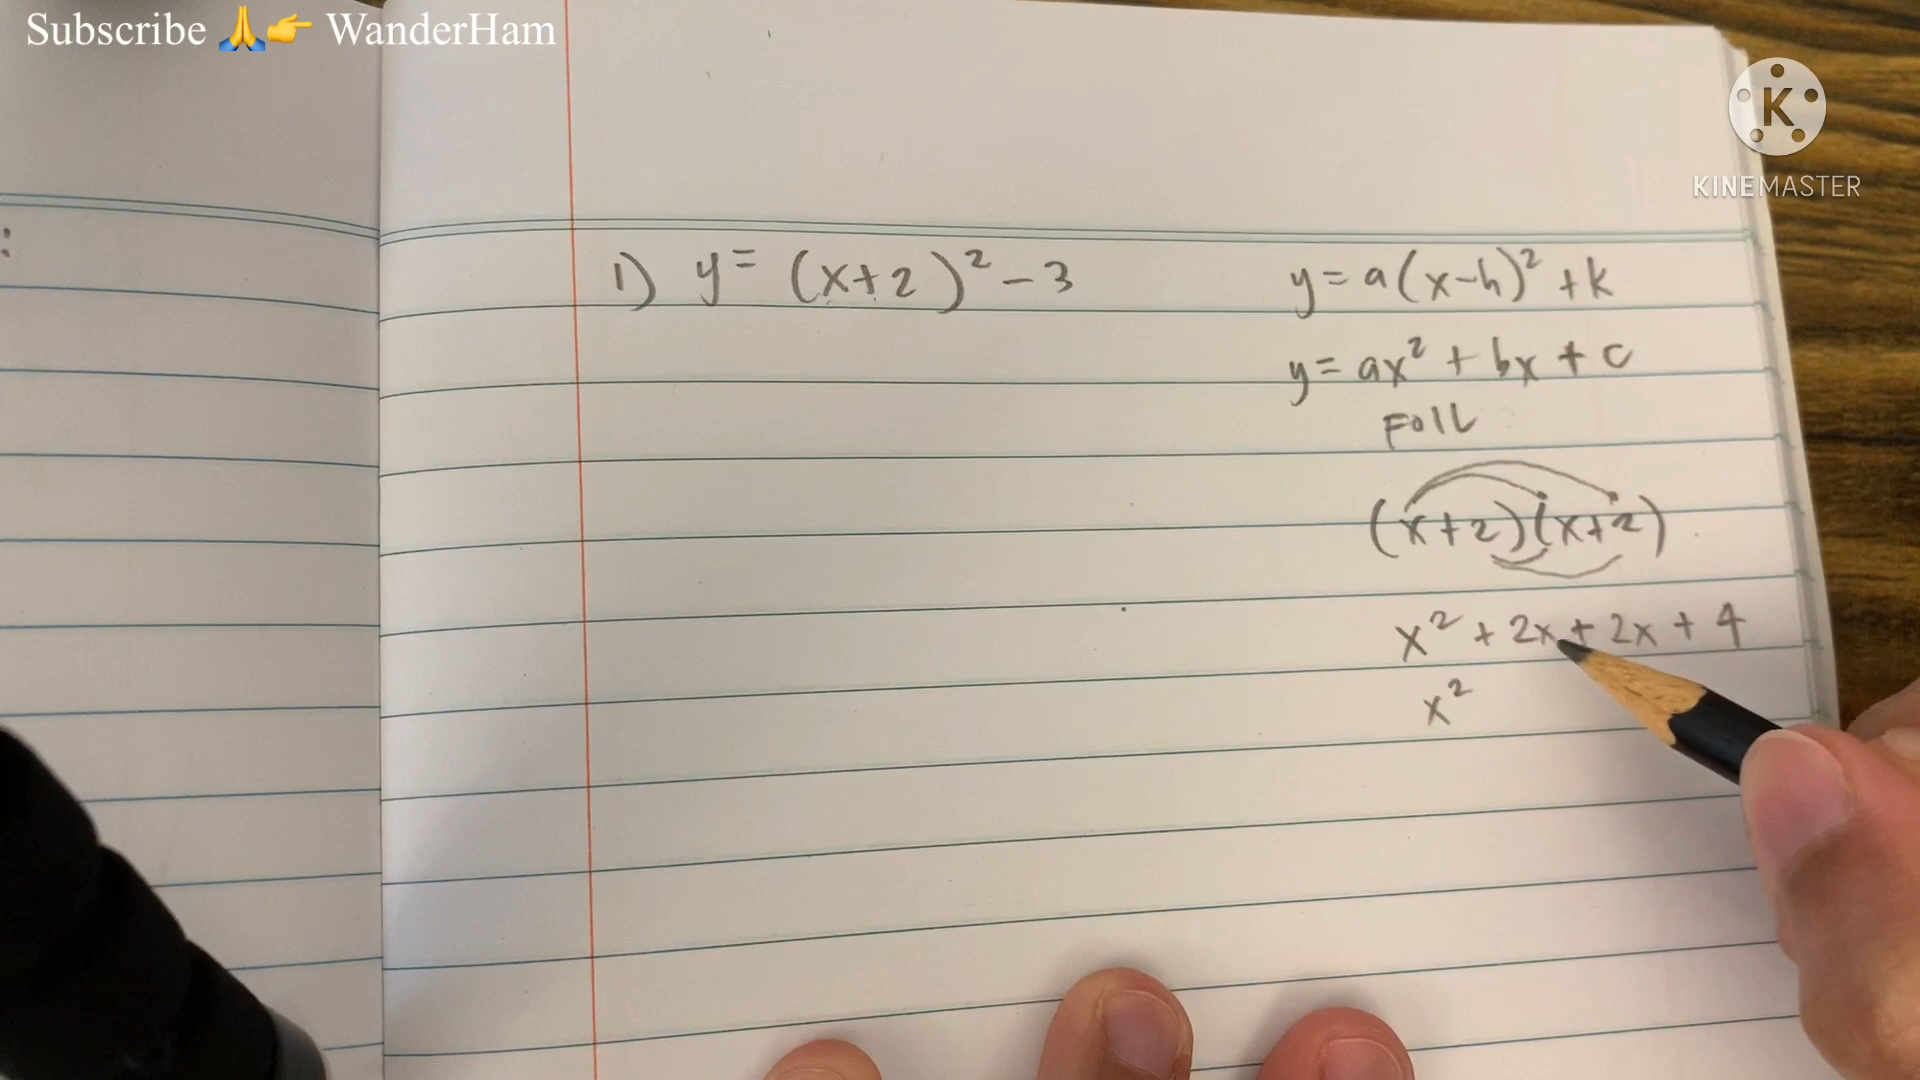 Subscribe 🙏👉 WanderHam
K
KINEMASTER
:
1) y = (x+2)² - 3
y = a(x-h)² + k
y = ax² + bx + c
FOIL
(x+2)(x+2)
x² + 2x + 2x + 4
x²